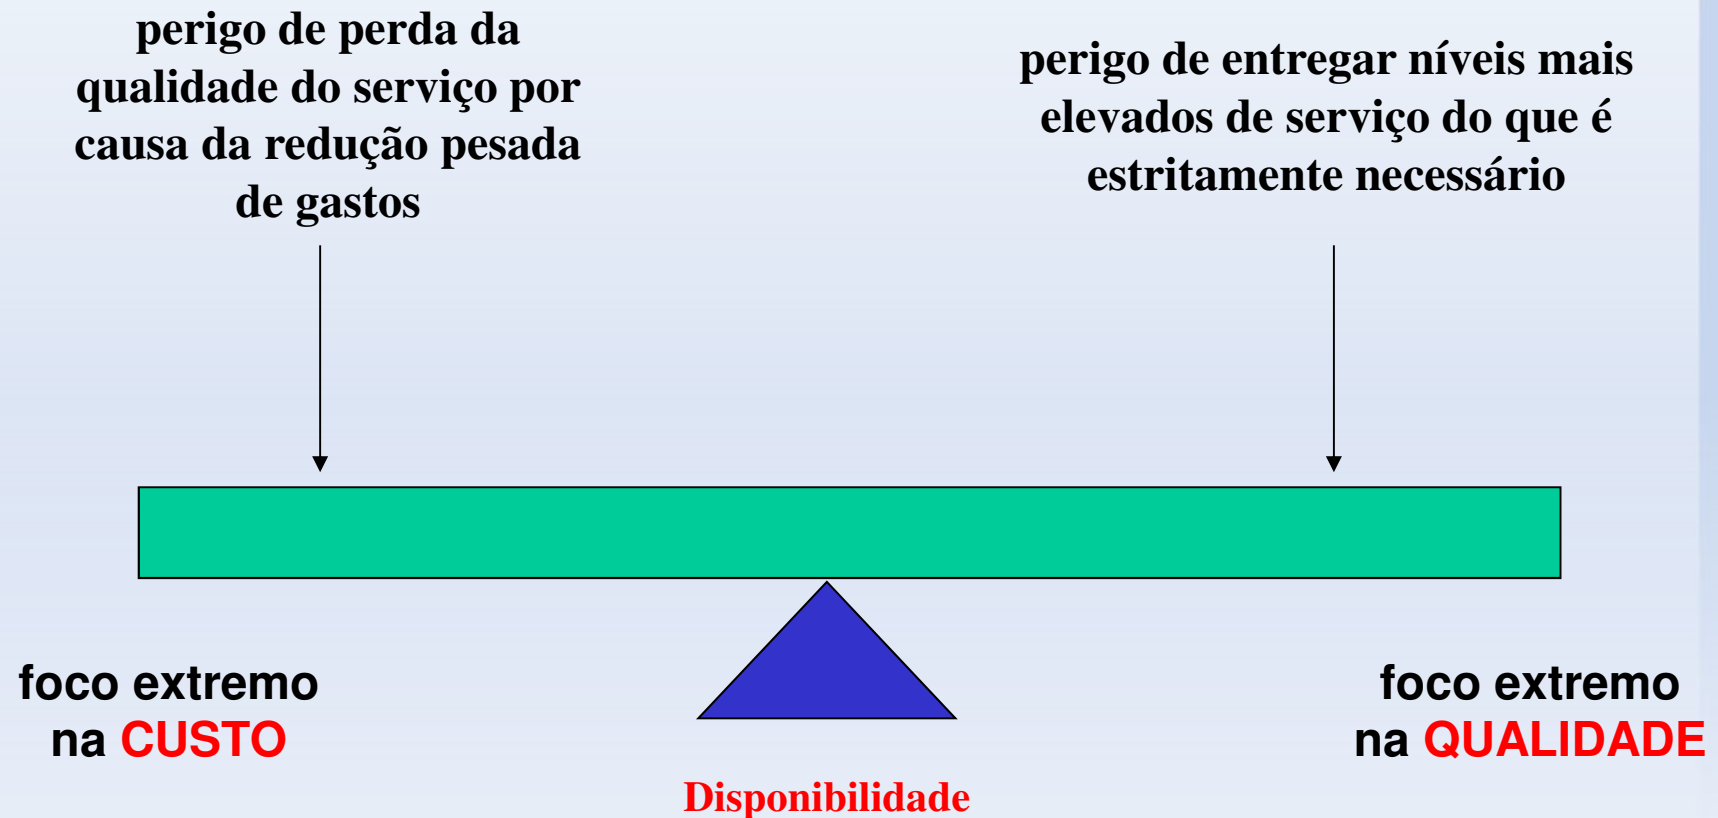 perigo de perda da
qualidade do serviço por
causa da redução pesada
de gastos
perigo de entregar níveis mais
elevados de serviço do que é
estritamente necessário
foco extremo
na CUSTO
foco extremo
na QUALIDADE
Disponibilidade